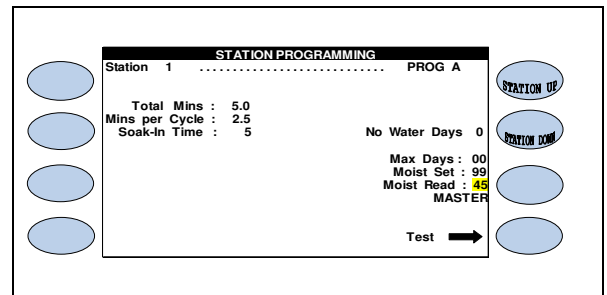 STATION PROGRAMMING
Station 1 ............................ PROG A
STATION UP
Total Mins : 5.0
Mins per Cycle : 2.5
Soak-In Time : 5 No Water Days 0
STATION DOWN
Max Days : 00
Moist Set : 99
Moist Read : 45
MASTER
Test